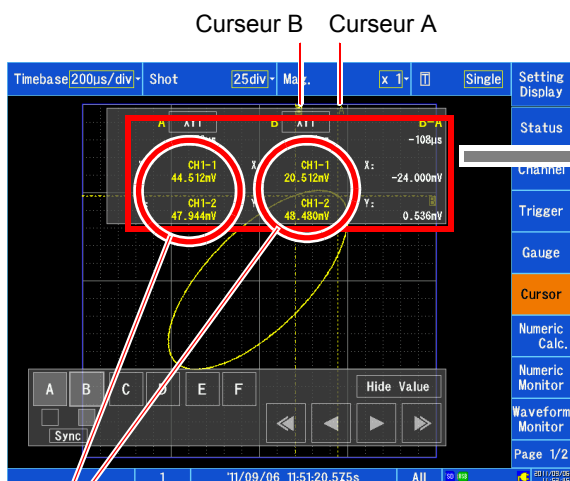 Curseur B Curseur A
Timebase 200µs/div Shot 25div Mag. x 1 Single
Setting Display
Status
Channel
Trigger
Gauge
Cursor
Numeric Calc.
Numeric Monitor
Waveform Monitor
Page 1/2
A XY1 B XY1 B-A
-108µs
CH1-1 X CH1-1 X:
44.512mV 20.512mV -24.000mV
CH1-2 Y CH1-2 Y:
47.944mV 48.480mV 0.536mV
A B C D E F Hide Value
Sync
1 '11/09/06 11:51:20.575s All